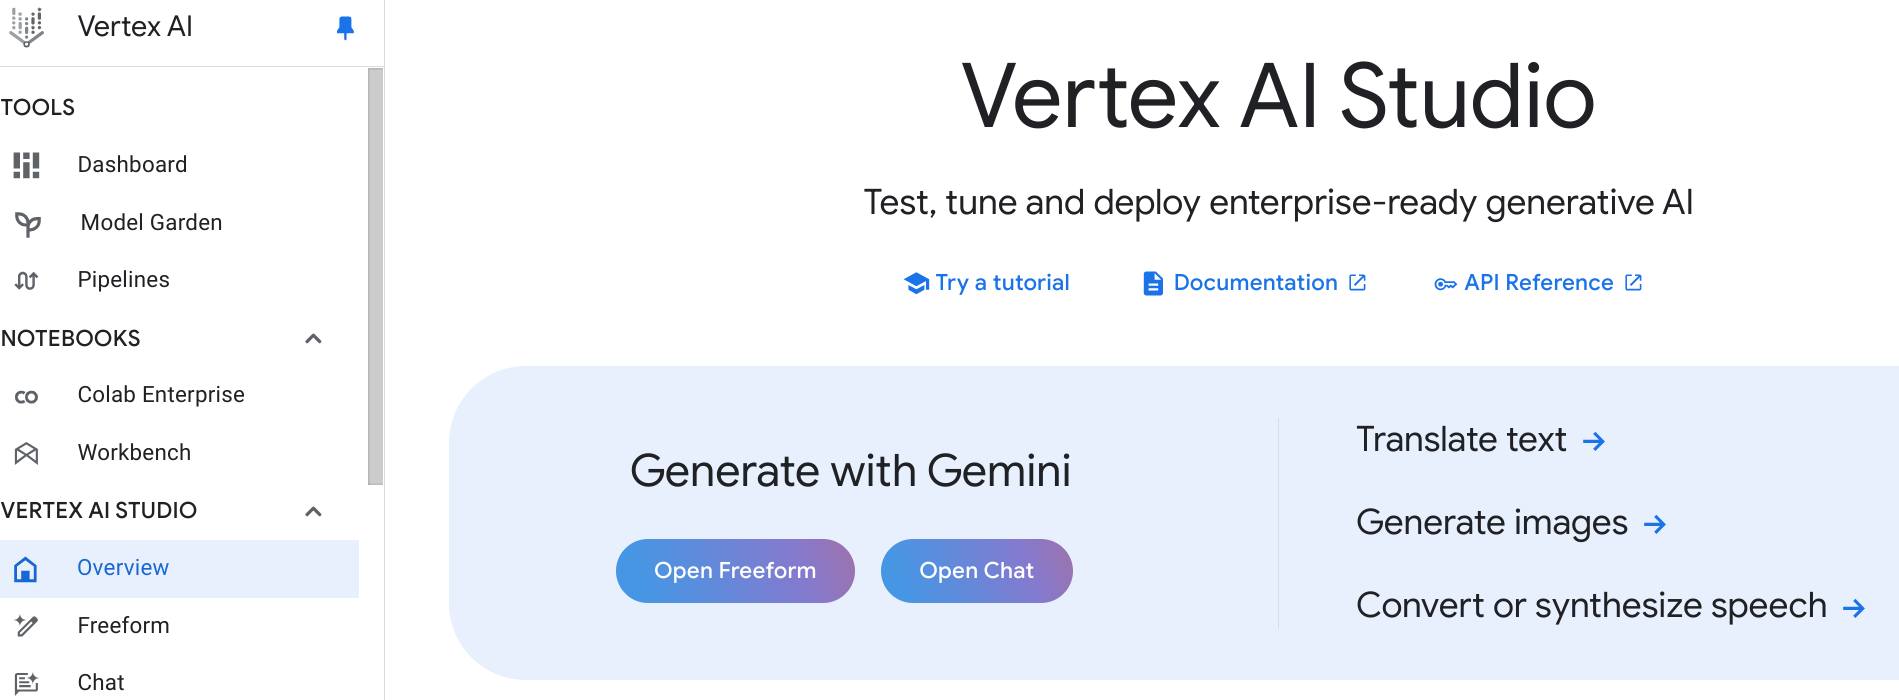 Vertex AI
TOOLS
Dashboard
Model Garden
Pipelines
NOTEBOOKS
Colab Enterprise
Workbench
VERTEX AI STUDIO
Overview
Freeform
Chat
Vertex AI Studio
Test, tune and deploy enterprise-ready generative AI
Try a tutorial
Documentation
API Reference
Generate with Gemini
Open Freeform
Open Chat
Translate text
Generate images
Convert or synthesize speech